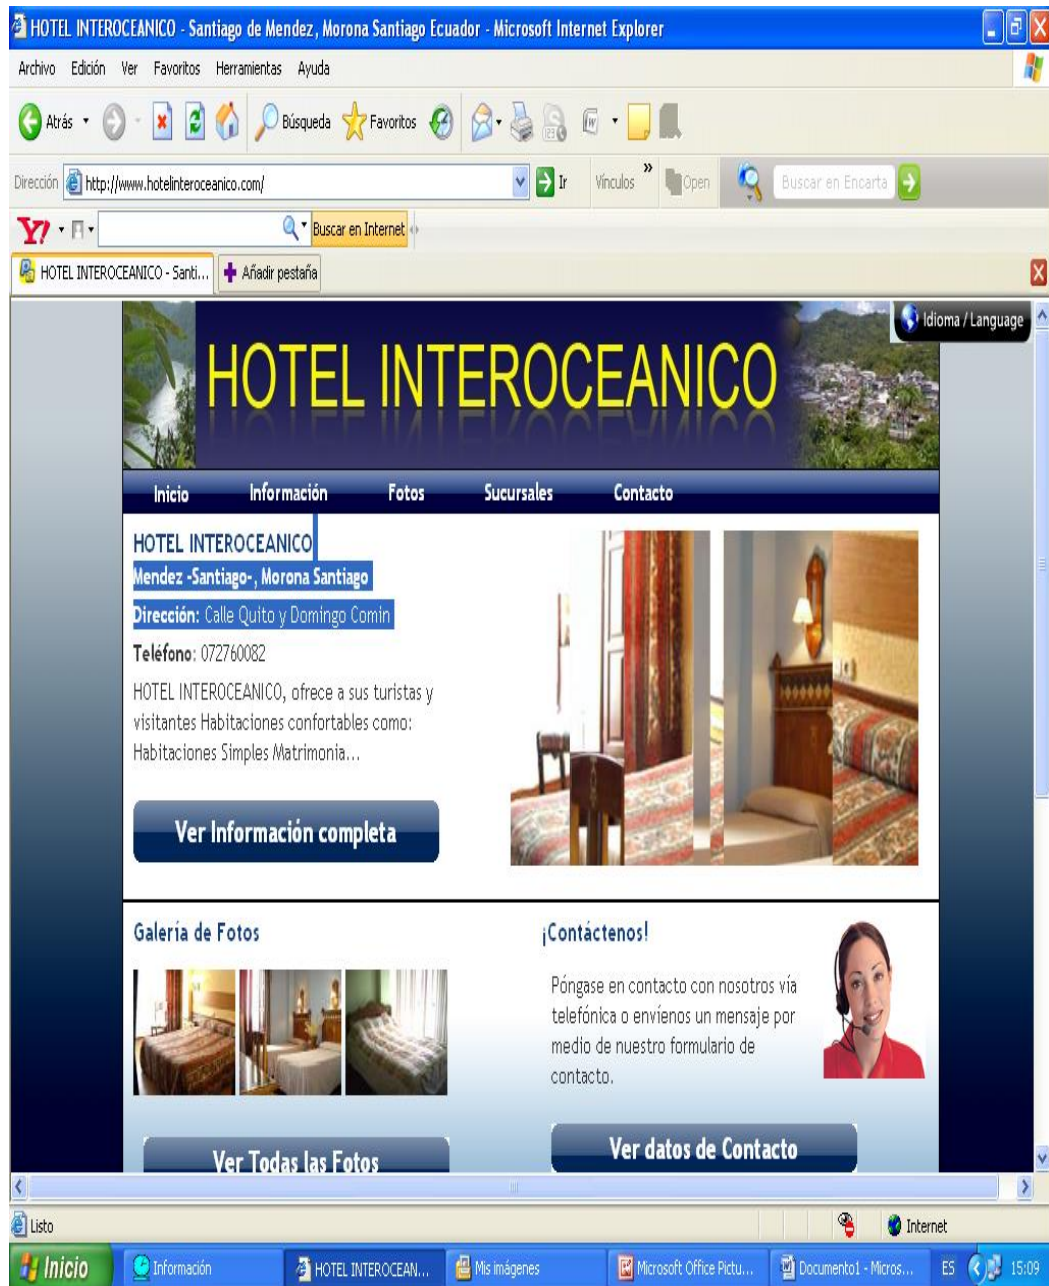 HOTEL INTEROCEANICO - Santiago de Mendez, Morona Santiago Ecuador - Microsoft Internet Explorer
Archivo Edición Ver Favoritos Herramientas Ayuda
Atrás Búsqueda Favoritos
Dirección http://www.hotelinteroceanico.com/ Ir Vínculos » Open Buscar en Encarta
Y! Buscar en Internet
HOTEL INTEROCEANICO - Santi... Añadir pestaña
Idioma / Language
HOTEL INTEROCEANICO
Inicio Información Fotos Sucursales Contacto
HOTEL INTEROCEANICO
Mendez -Santiago- , Morona Santiago
Dirección: Calle Quito y Domingo Comin
Teléfono: 072760082
HOTEL INTEROCEANICO, ofrece a sus turistas y
visitantes Habitaciones confortables como:
Habitaciones Simples Matrimonia...
Ver Información completa
Galería de Fotos
Ver Todas las Fotos
¡Contáctenos!
Póngase en contacto con nosotros vía
telefónica o envíenos un mensaje por
medio de nuestro formulario de
contacto.
Ver datos de Contacto
Listo Internet
Inicio Información HOTEL INTEROCEAN... Mis imágenes Microsoft Office Pictu... Documento1 - Micros... ES 15:09